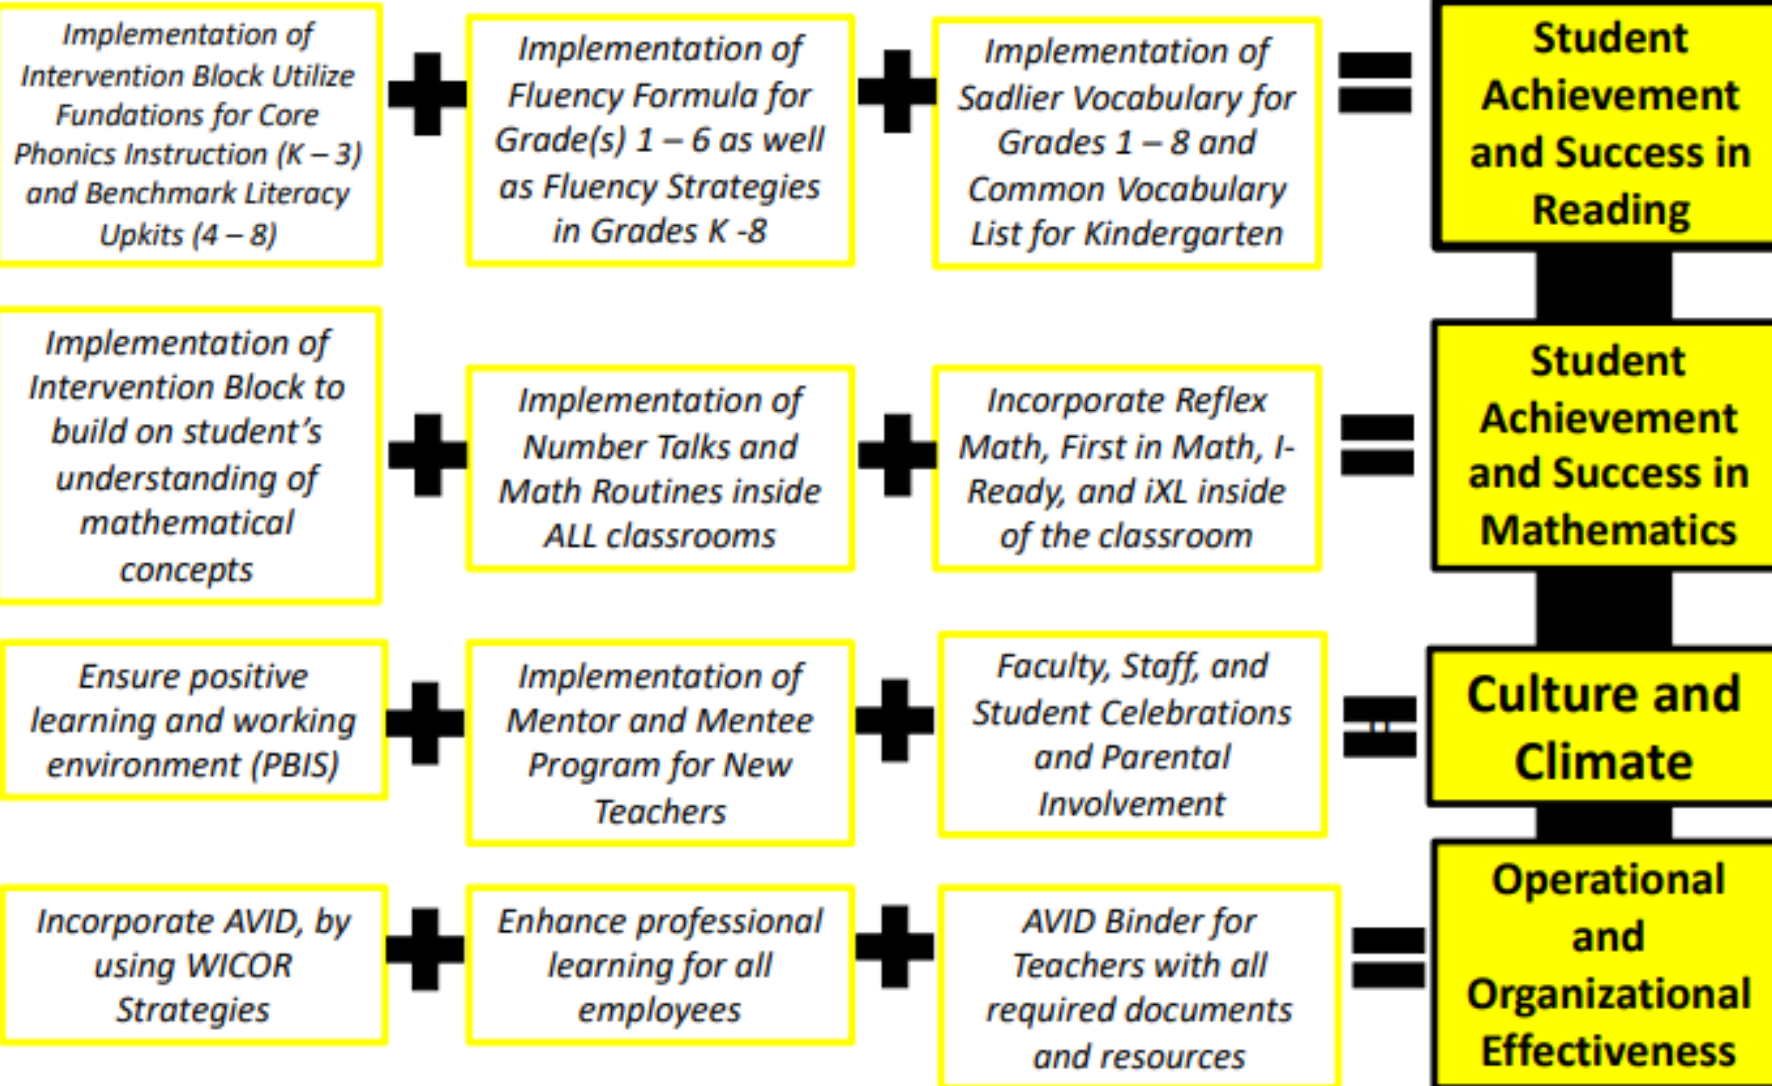 Implementation of
Intervention Block Utilize
Fundations for Core
Phonics Instruction (K – 3)
and Benchmark Literacy
Upkits (4 – 8)
Implementation of
Fluency Formula for
Grade(s) 1 – 6 as well
as Fluency Strategies
in Grades K -8
Implementation of
Sadlier Vocabulary for
Grades 1 – 8 and
Common Vocabulary
List for Kindergarten
Student
Achievement
and Success in
Reading
Implementation of
Intervention Block to
build on student’s
understanding of
mathematical
concepts
Implementation of
Number Talks and
Math Routines inside
ALL classrooms
Incorporate Reflex
Math, First in Math, I-
Ready, and iXL inside
of the classroom
Student
Achievement
and Success in
Mathematics
Ensure positive
learning and working
environment (PBIS)
Implementation of
Mentor and Mentee
Program for New
Teachers
Faculty, Staff, and
Student Celebrations
and Parental
Involvement
Culture and
Climate
Incorporate AVID, by
using WICOR
Strategies
Enhance professional
learning for all
employees
AVID Binder for
Teachers with all
required documents
and resources
Operational
and
Organizational
Effectiveness